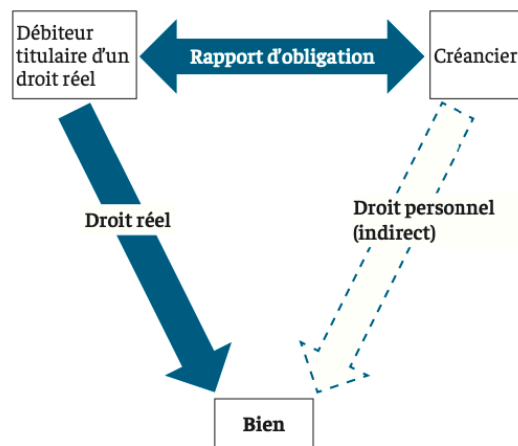 Débiteur
titulaire d'un
droit réel
Rapport d'obligation
Créancier
Droit réel
Droit personnel
(indirect)
Bien